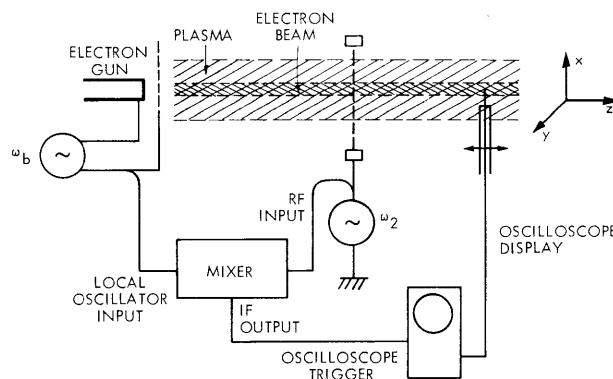 PLASMA
ELECTRON
BEAM
ELECTRON
GUN
x
y
z
ω_b
RF
INPUT
ω_2
OSCILLOSCOPE
DISPLAY
MIXER
LOCAL
OSCILLATOR
INPUT
IF
OUTPUT
OSCILLOSCOPE
TRIGGER